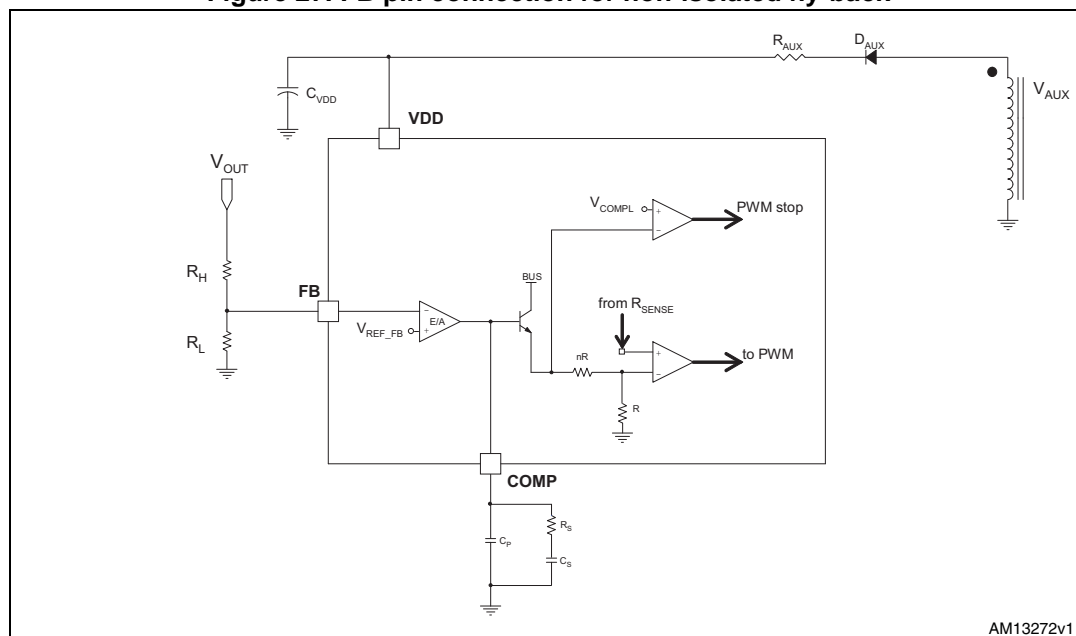 Figure FB pin connection for non-isolated fly-back
R_AUX
D_AUX
V_AUX
C_VDD
VDD
V_OUT
V_COMPL
+
−
PWM stop
R_H
BUS
FB
from R_SENSE
−
E/A
+
V_REF_FB
+
−
to PWM
R_L
nR
R
COMP
R_S
C_P
C_S
AM13272v1